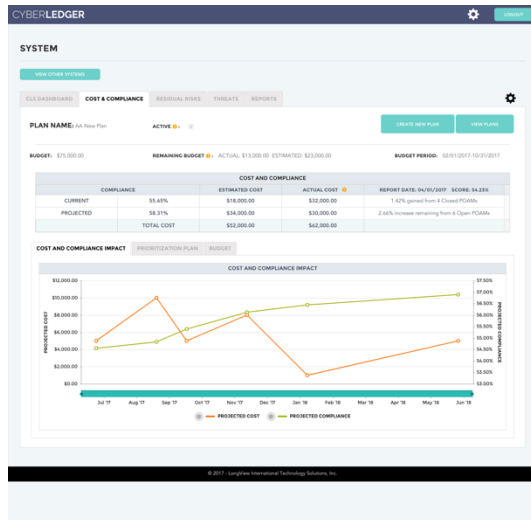 CYBERLEDGER LOGOUT
SYSTEM
VIEW OTHER SYSTEMS
CLS DASHBOARD COST & COMPLIANCE RESIDUAL RISKS THREATS REPORTS
PLAN NAME: AA New Plan ACTIVE : CREATE NEW PLAN VIEW PLANS
BUDGET: $75,000.00 REMAINING BUDGET : ACTUAL: $13,000.00 ESTIMATED: $23,000.00 BUDGET PERIOD: 02/01/2017-10/31/2017
COST AND COMPLIANCE
COMPLIANCE ESTIMATED COST ACTUAL COST REPORT DATE: 04/01/2017 SCORE: 54.23%
CURRENT 55.65% $18,000.00 $32,000.00 1.42% gained from 4 Closed POAMs
PROJECTED 58.31% $34,000.00 $30,000.00 2.66% increase remaining from 6 Open POAMs
TOTAL COST $52,000.00 $62,000.00
COST AND COMPLIANCE IMPACT PRIORITIZATION PLAN BUDGET
COST AND COMPLIANCE IMPACT
$12,000.00 57.50%
57.00%
$10,000.00 56.50%
$8,000.00 56.00%
55.50%
$6,000.00 55.00%
$4,000.00 54.50%
54.00%
$2,000.00 53.50%
$0.00 53.00%
PROJECTED COST
PROJECTED COMPLIANCE
Jul '17 Aug '17 Sep '17 Oct '17 Nov '17 Dec '17 Jan '18 Feb '18 Mar '18 Apr '18 May '18 Jun '18
PROJECTED COST PROJECTED COMPLIANCE
© 2017 - LongView International Technology Solutions, Inc.